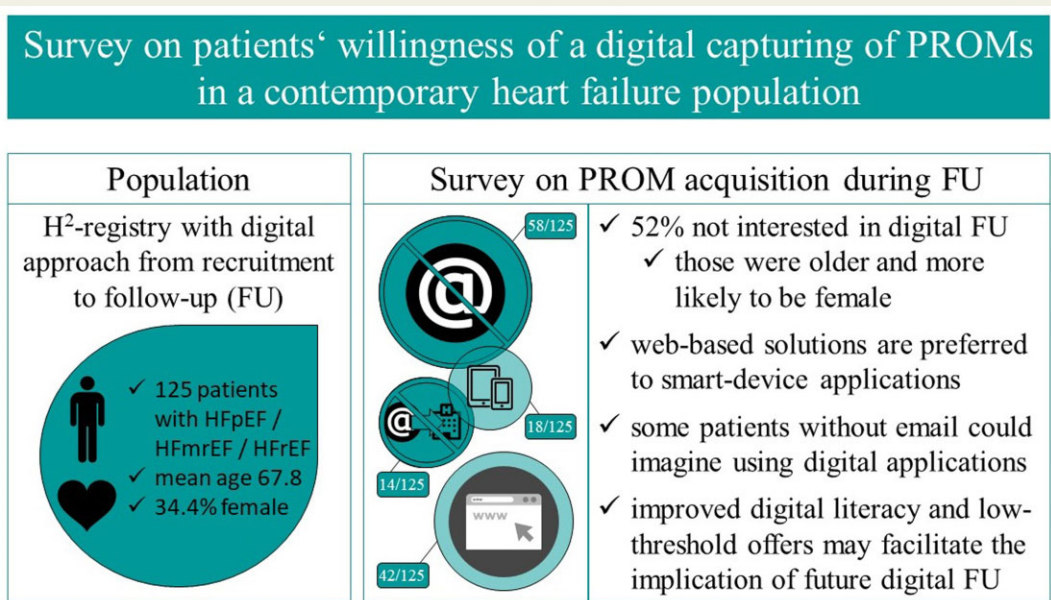 Survey on patients‘ willingness of a digital capturing of PROMs
in a contemporary heart failure population
Population
H²-registry with digital
approach from recruitment
to follow-up (FU)
✓ 125 patients
with HFpEF /
HFmrEF / HFrEF
✓ mean age 67.8
✓ 34.4% female
Survey on PROM acquisition during FU
58/125
@
18/125
@
H
14/125
www
42/125
✓ 52% not interested in digital FU
✓ those were older and more
likely to be female
✓ web-based solutions are preferred
to smart-device applications
✓ some patients without email could
imagine using digital applications
✓ improved digital literacy and low-
threshold offers may facilitate the
implication of future digital FU